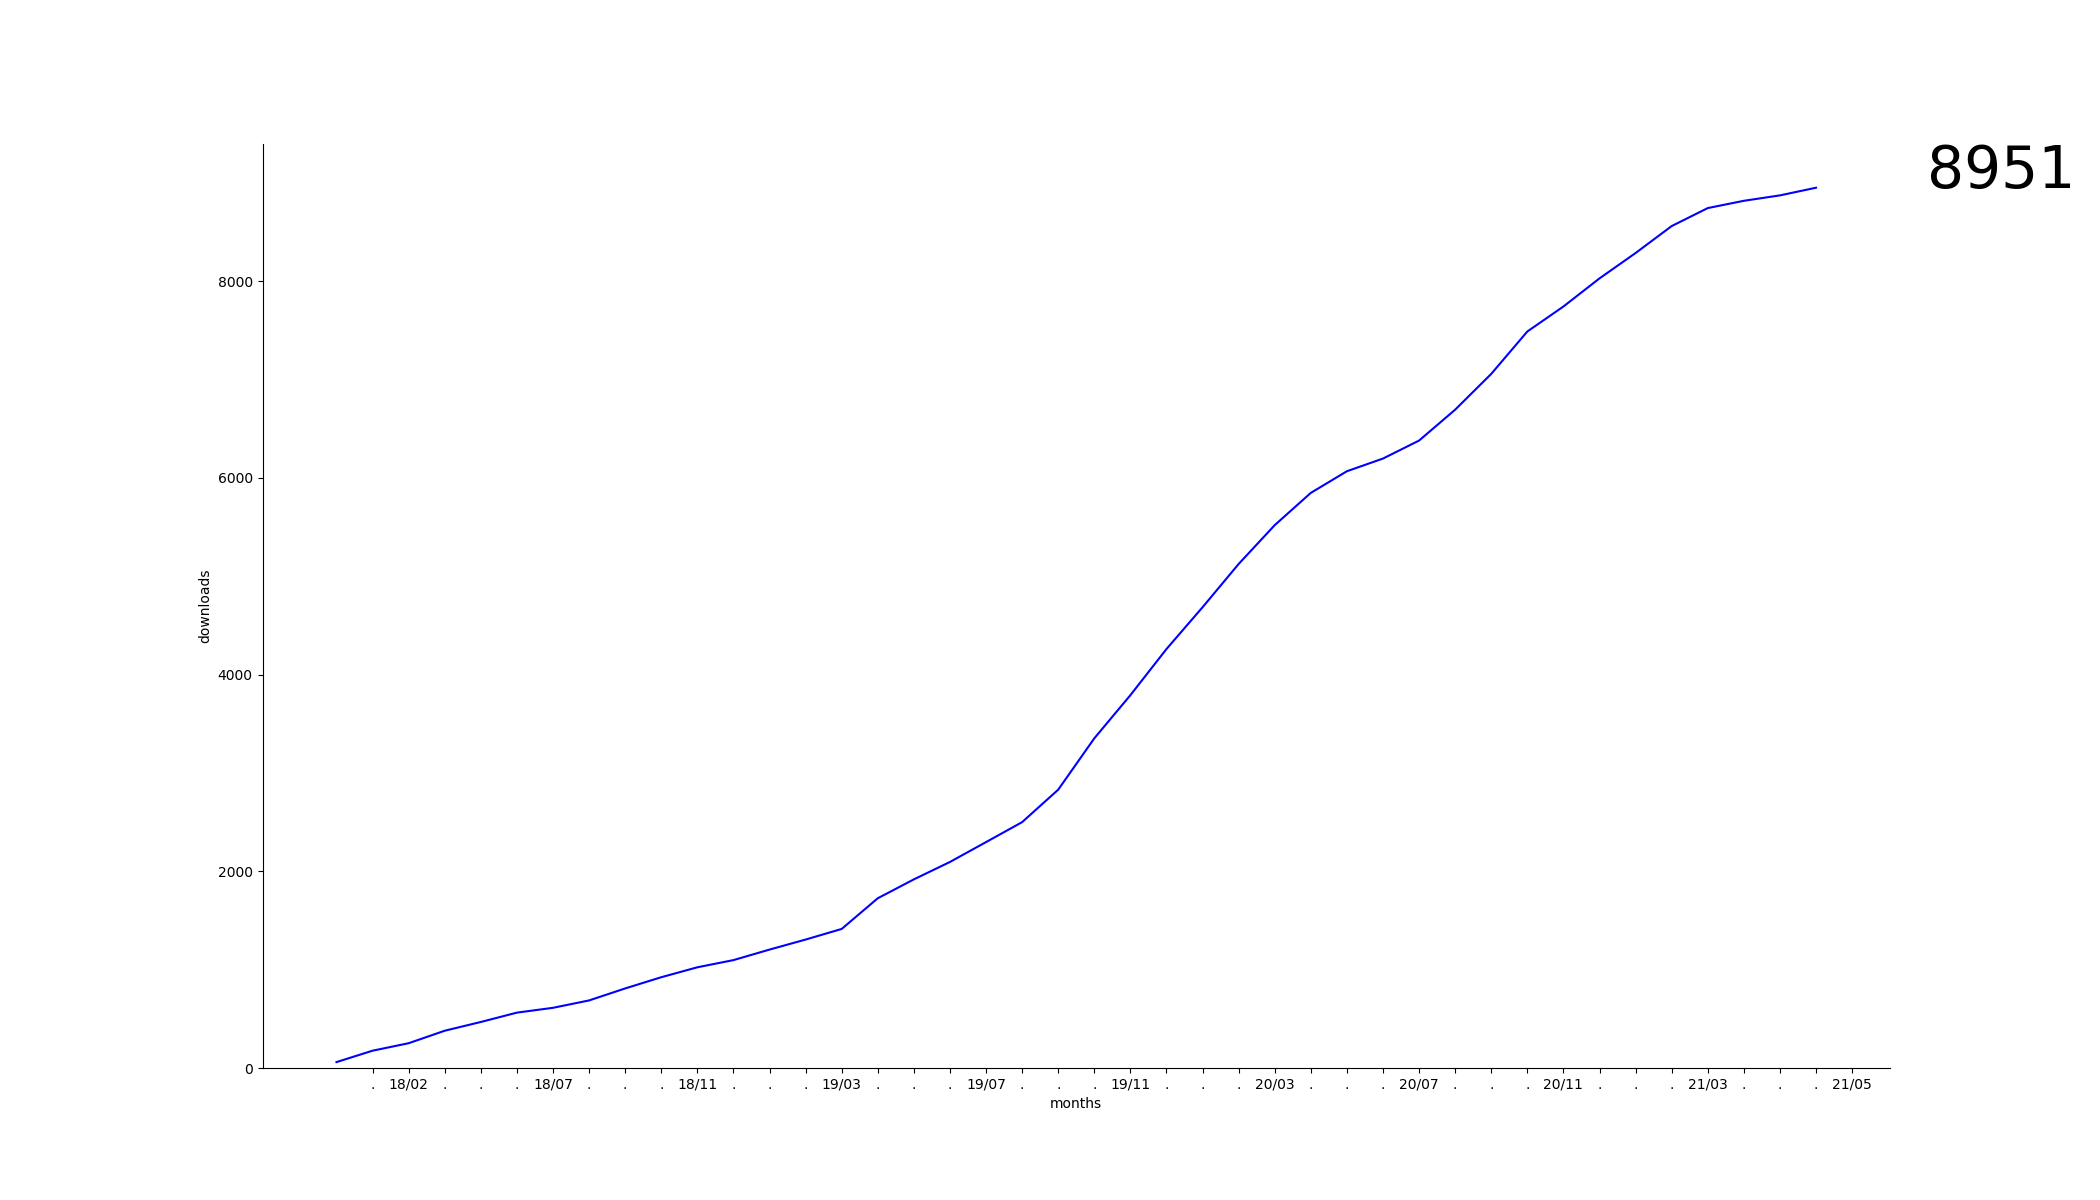 8951
8000
6000
downloads
4000
2000
0
. 18/02 . . . 18/07 . . . 18/11 . . . 19/03 . . . 19/07 . . . 19/11 . . . 20/03 . . . 20/07 . . . 20/11 . . . 21/03 . . . 21/05
months